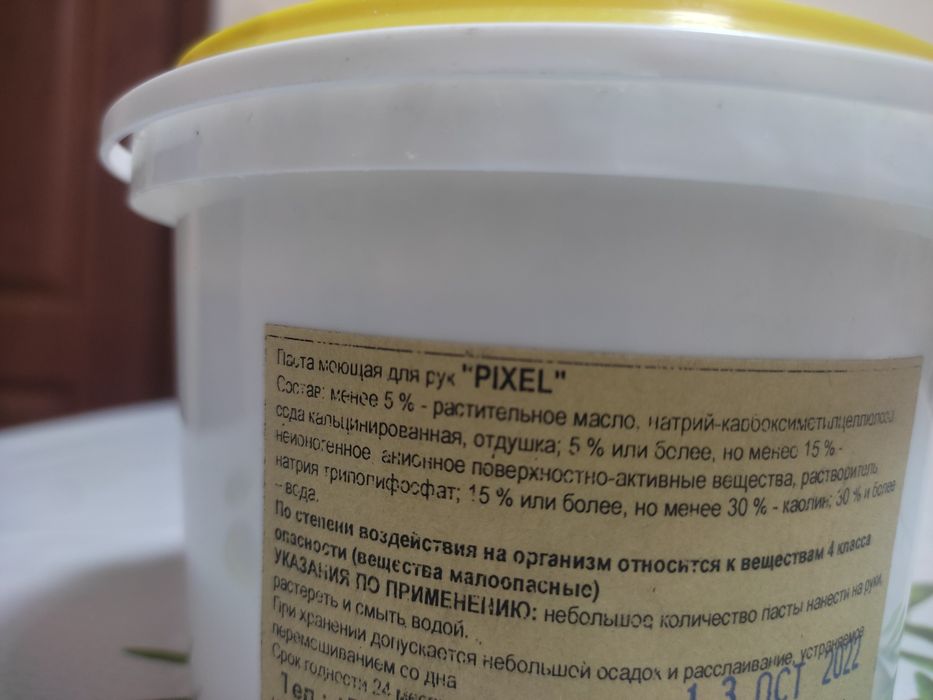 Паста моющая для рук "PIXEL"
Состав: менее 5 % - растительное масло, натрий-карбоксиметилцеллюлоза,
сода кальцинированная, отдушка; 5 % или более, но менее 15 % -
неионогенное, анионное поверхностно-активные вещества, растворитель,
натрия триполифосфат; 15 % или более, но менее 30 % - каолин; 30 % и более
- вода.
По степени воздействия на организм относится к веществам 4 класса
опасности (вещества малоопасные)
УКАЗАНИЯ ПО ПРИМЕНЕНИЮ: небольшое количество пасты нанести на руки,
растереть и смыть водой.
При хранении допускается небольшой осадок и расслаивание, устраняемое
перемешиванием со дна
Срок годности 24
13 ОСТ 2022
Тел.: